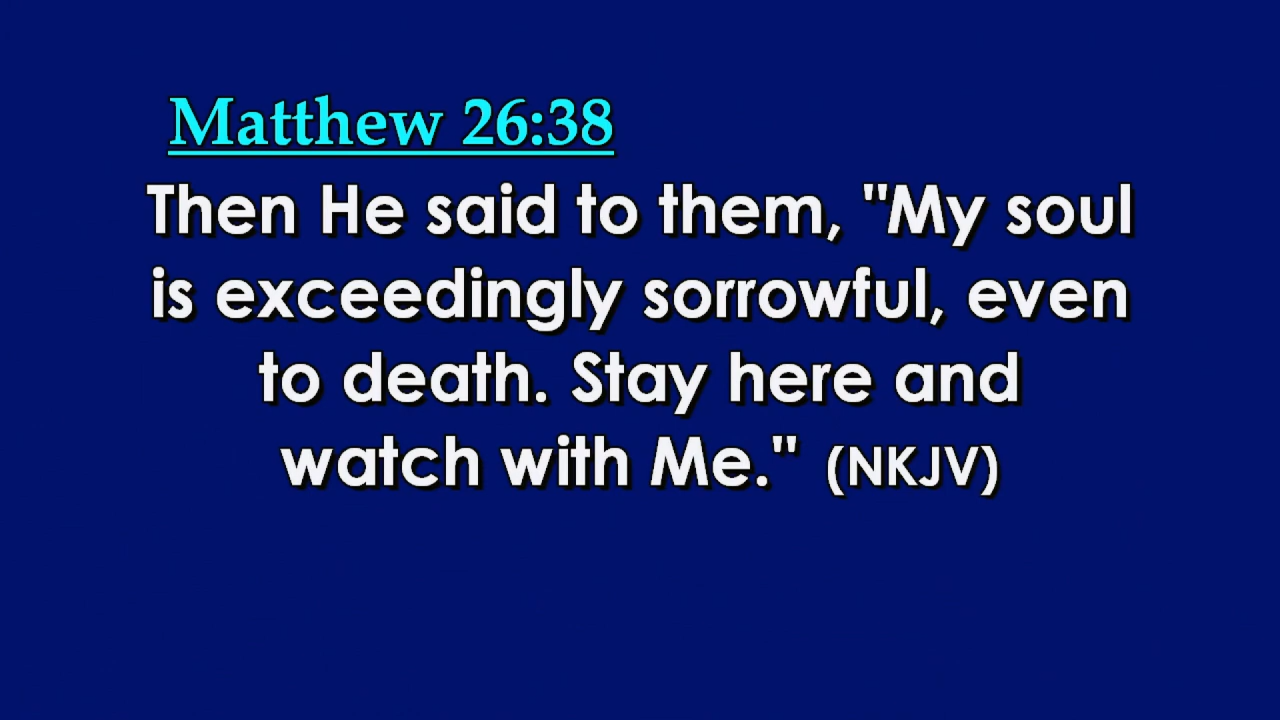 Matthew 26:38
Then He said to them, "My soul
is exceedingly sorrowful, even
to death. Stay here and
watch with Me." (NKJV)